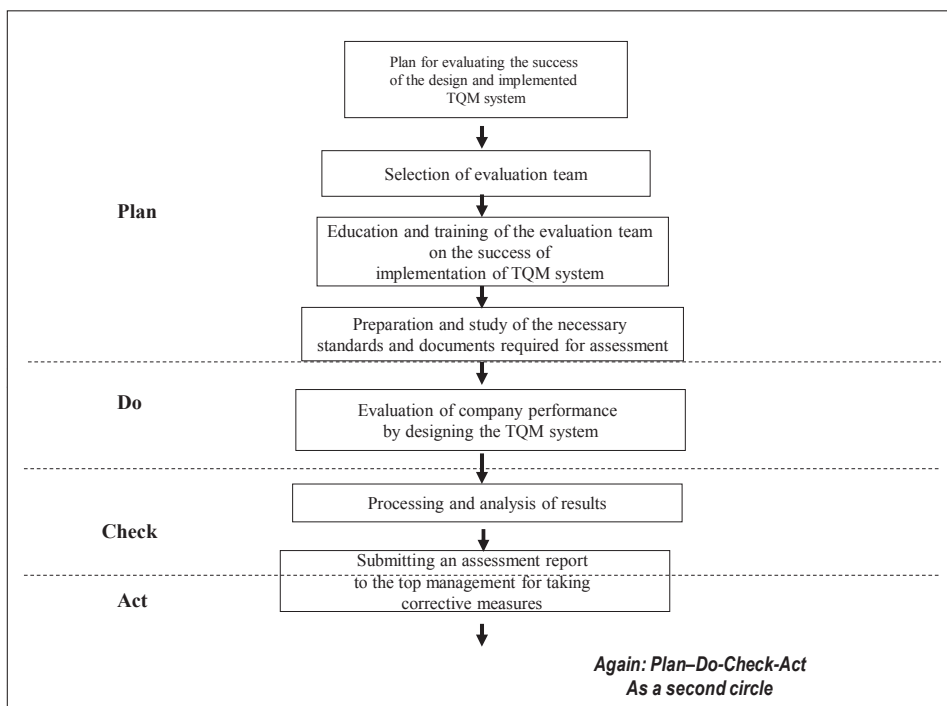 Plan for evaluating the success
of the design and implemented
TQM system
Selection of evaluation team
Plan
Education and training of the evaluation team
on the success of
implementation of TQM system
Preparation and study of the necessary
standards and documents required for assessment
Do
Evaluation of company performance
by designing the TQM system
Processing and analysis of results
Check
Submitting an assessment report
to the top management for taking
corrective measures
Act
Again: Plan–Do-Check-Act
As a second circle